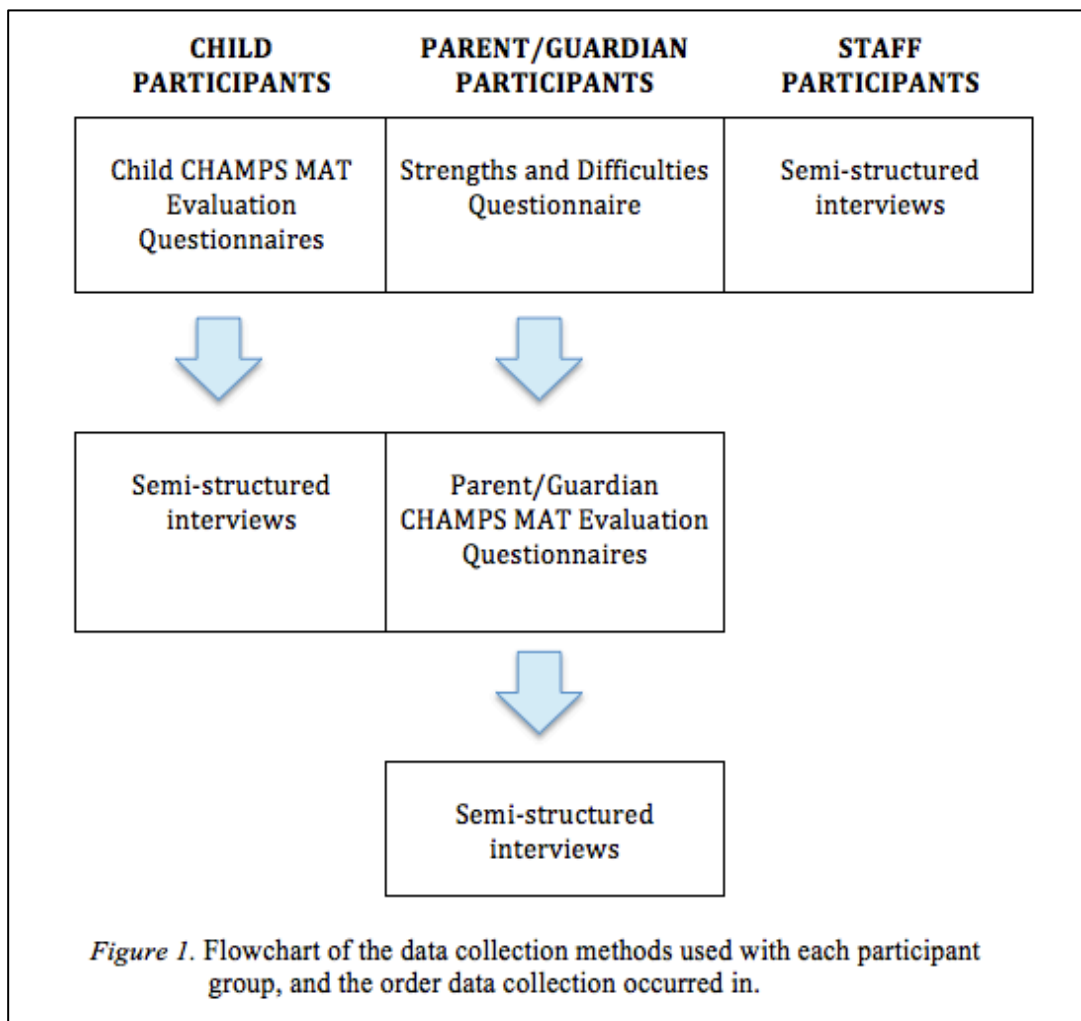 CHILD
PARTICIPANTS
PARENT/GUARDIAN
PARTICIPANTS
STAFF
PARTICIPANTS
Child CHAMPS MAT
Evaluation
Questionnaires
Strengths and Difficulties
Questionnaire
Semi-structured
interviews
Semi-structured
interviews
Parent/Guardian
CHAMPS MAT Evaluation
Questionnaires
Semi-structured
interviews
Figure 1. Flowchart of the data collection methods used with each participant
group, and the order data collection occurred in.